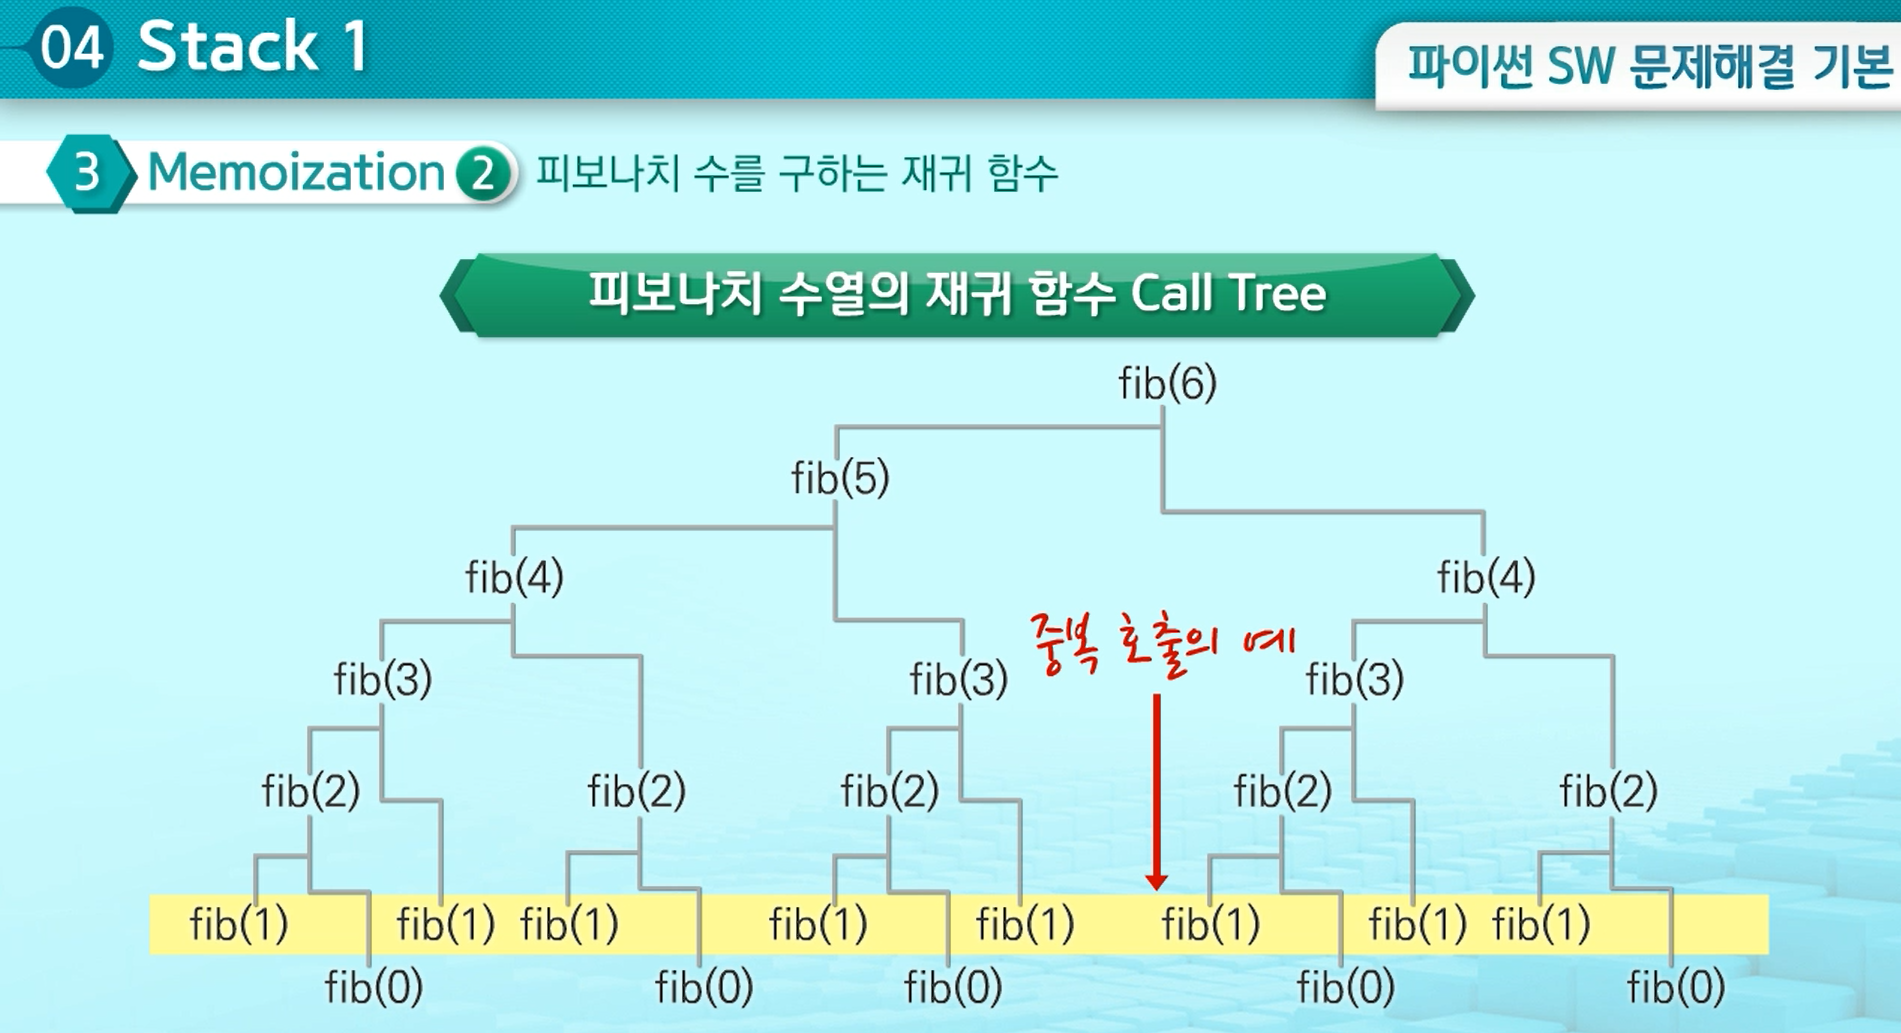 04 Stack 1
파이썬 SW 문제해결 기본
3 Memoization 2 피보나치 수를 구하는 재귀 함수
피보나치 수열의 재귀 함수 Call Tree
fib(6)
fib(5)
fib(4) fib(4)
중복 호출의 예
fib(3) fib(3) fib(3)
fib(2) fib(2) fib(2) fib(2) fib(2)
fib(1) fib(1) fib(1) fib(1) fib(1) fib(1) fib(1) fib(1)
fib(0) fib(0) fib(0) fib(0) fib(0)